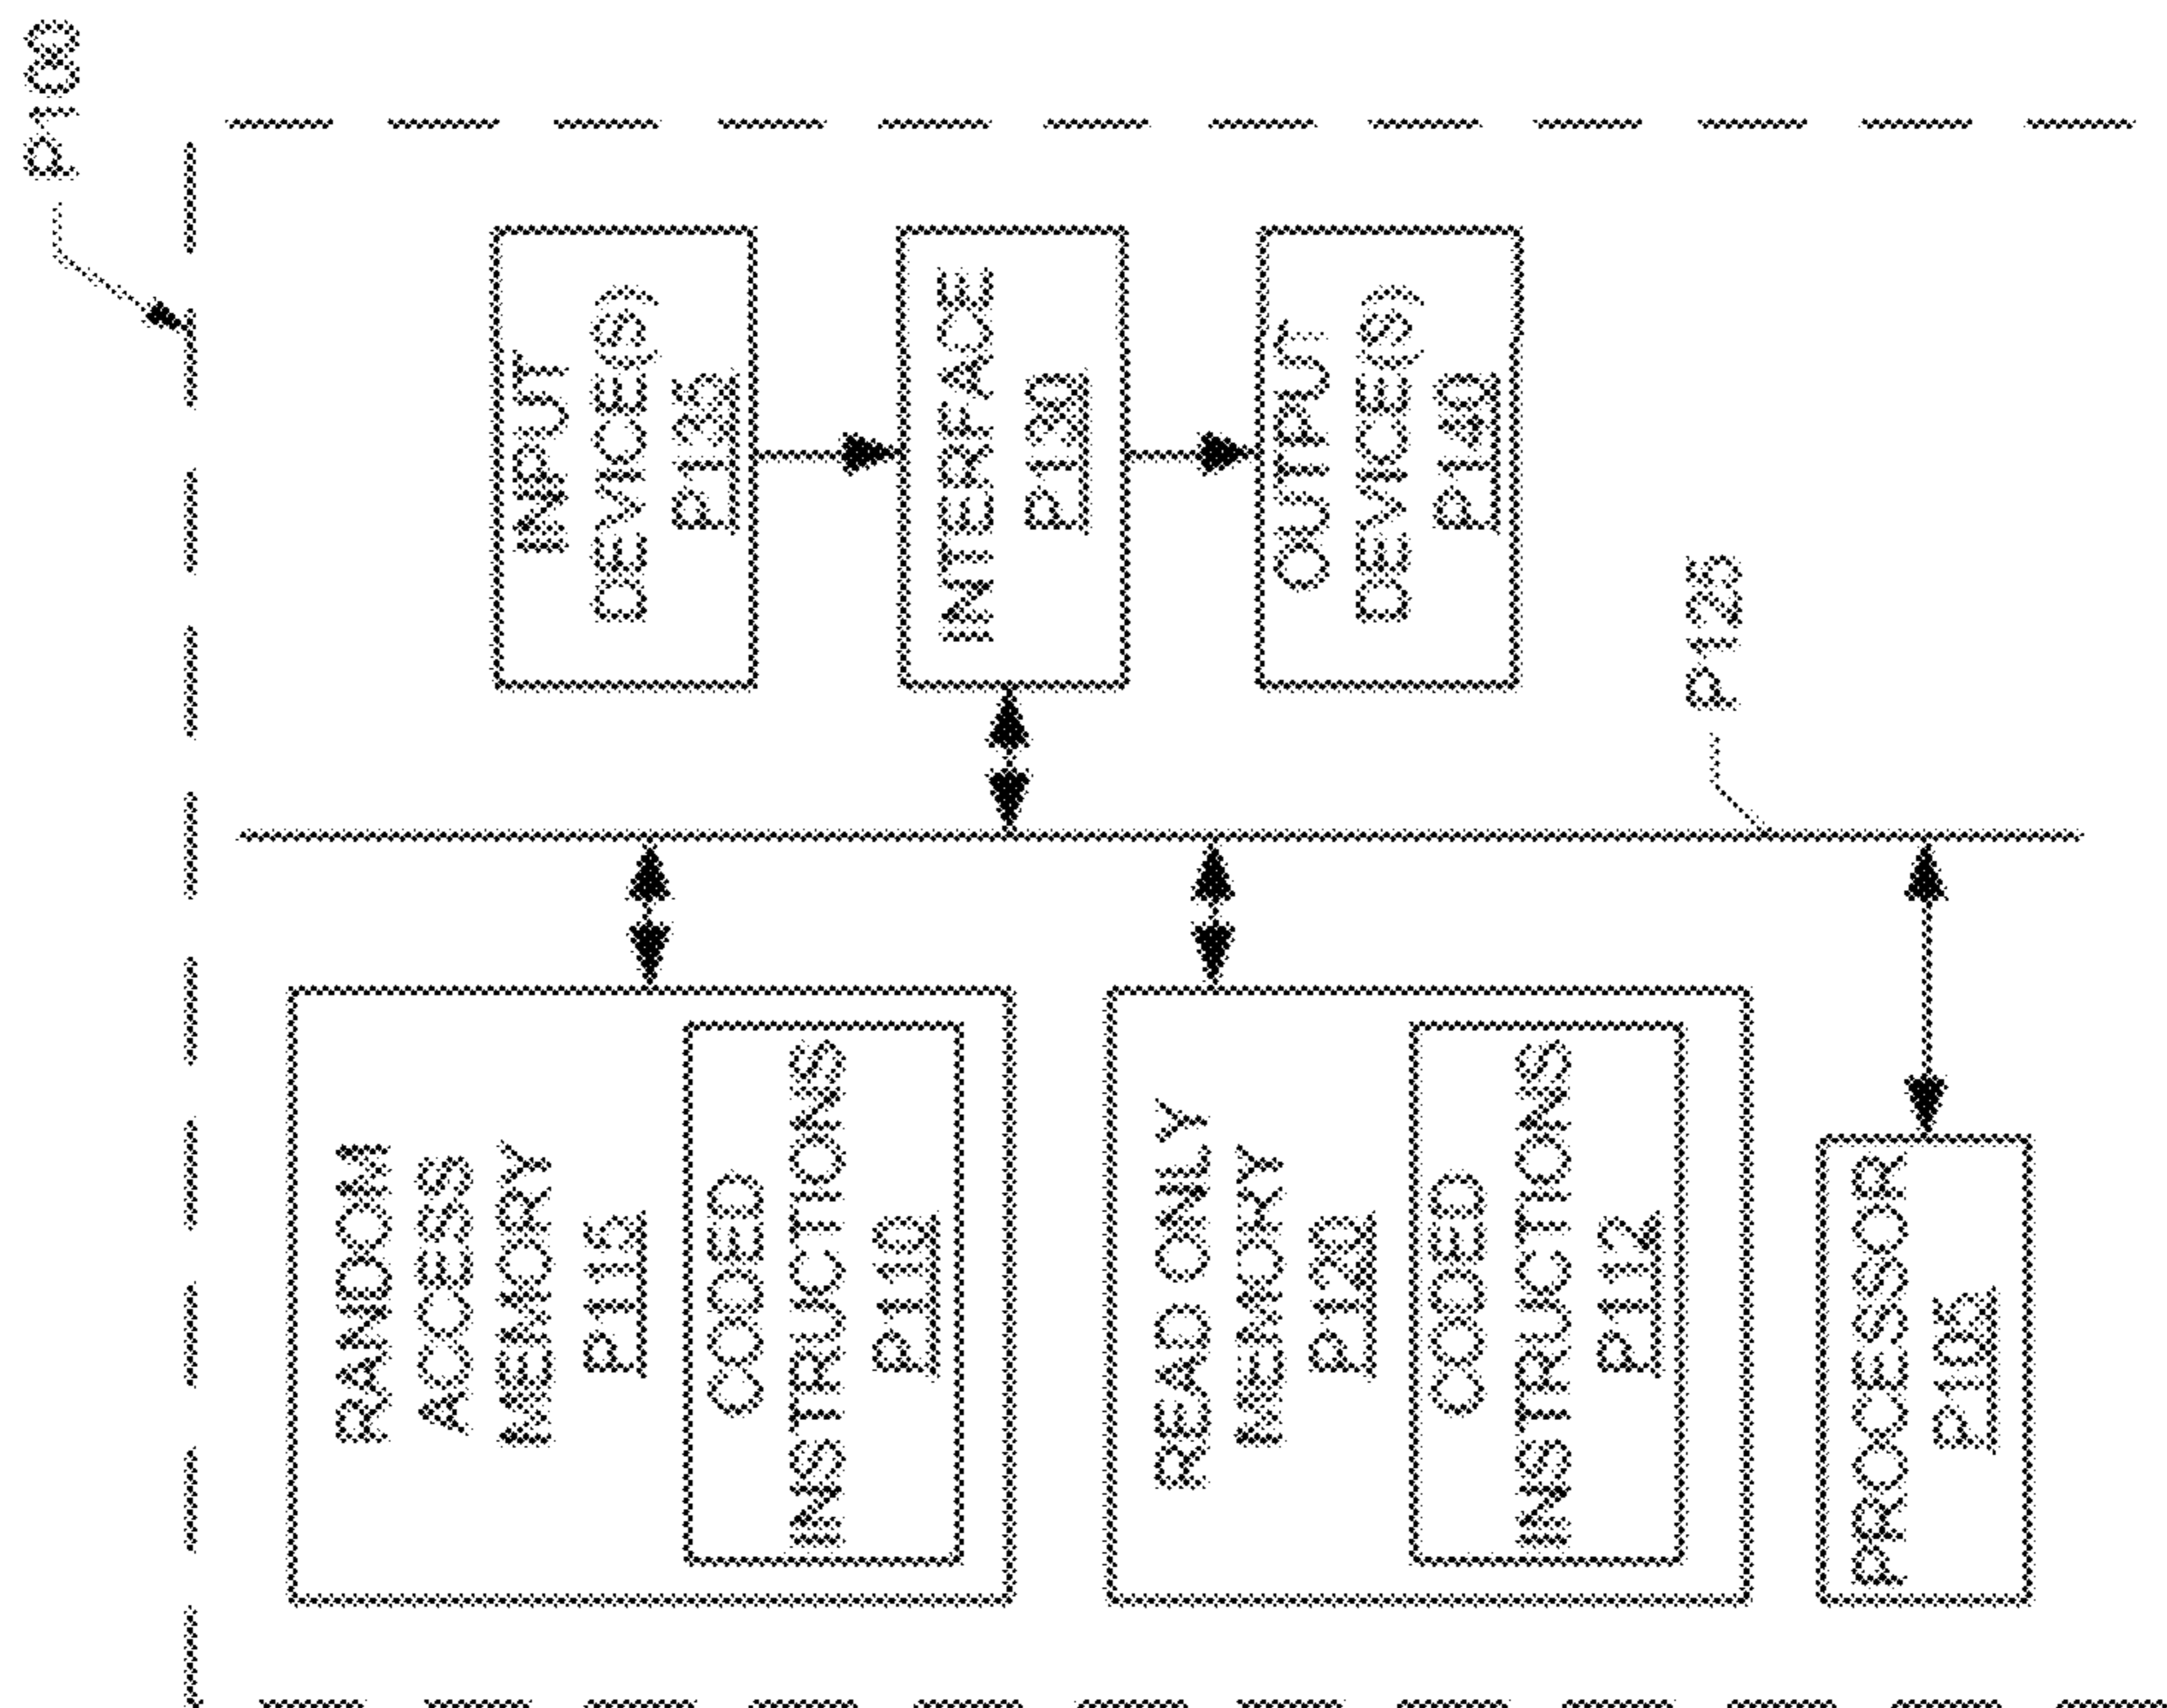 P100
RANDOM
ACCESS
MEMORY
P115
CODED
INSTRUCTIONS
P110
INPUT
DEVICE(S)
P135
INTERFACE
P130
READ ONLY
MEMORY
P120
CODED
INSTRUCTIONS
P112
OUTPUT
DEVICE(S)
P140
P125
PROCESSOR
P105